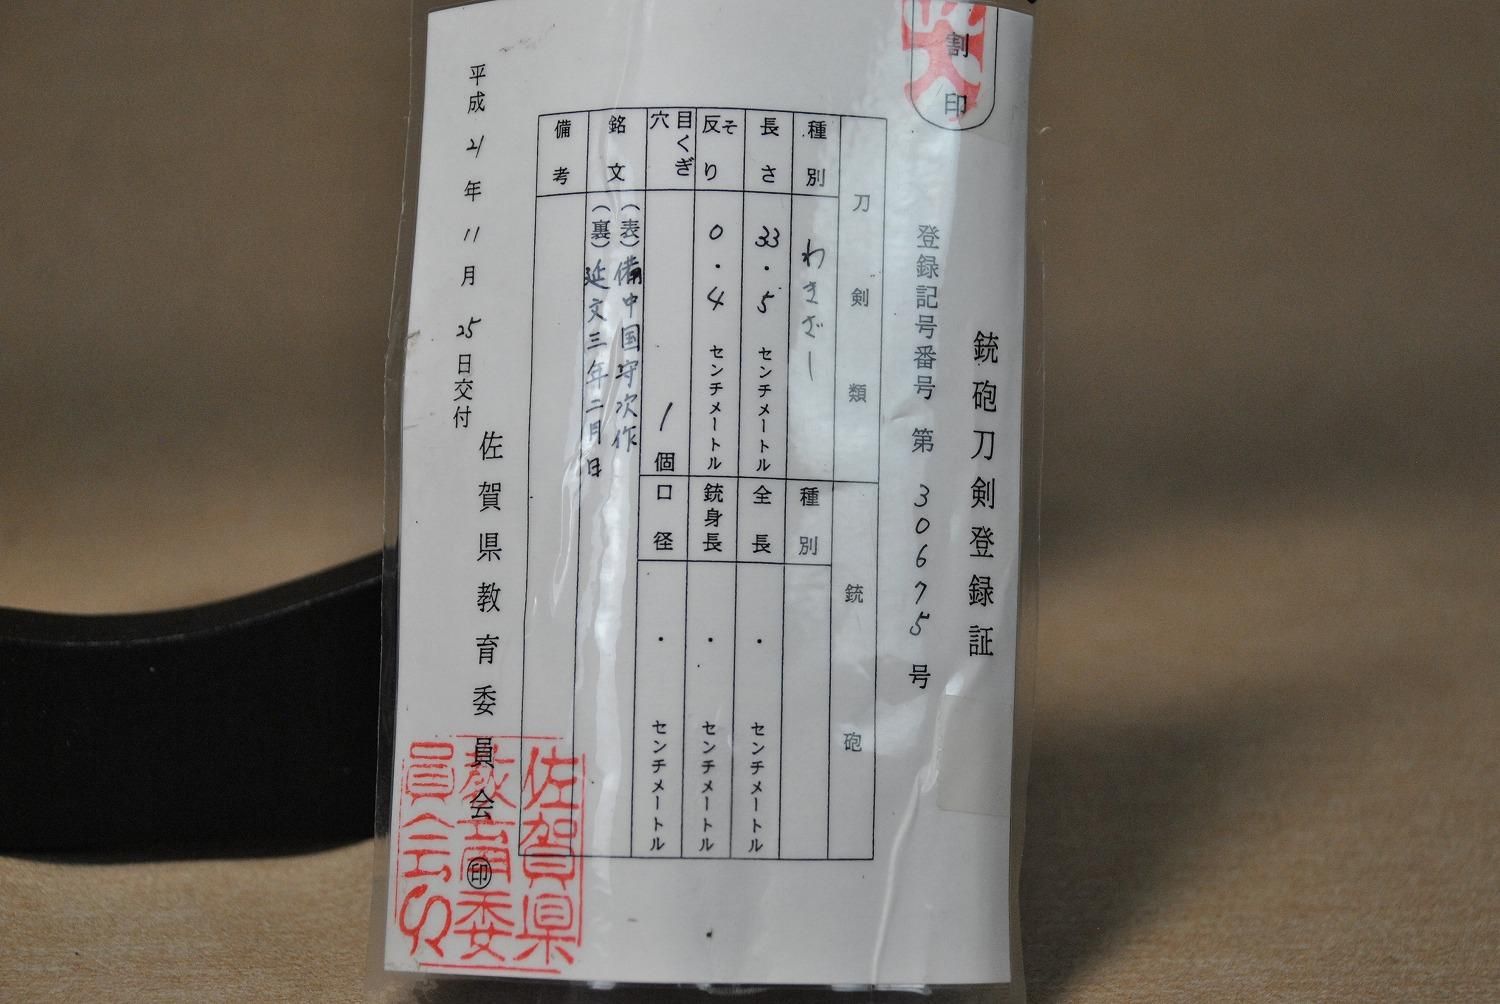 割印
銃砲刀剣登録証
登録記号番号 第 30675 号
刀剣類
種別 わきざし
長さ 33.5 センチメートル
反り そ 0.4 センチメートル
目くぎ穴 1個
銘文 (表)備中国守次作
(裏)延文三年二月日
備考
銃砲
種別
全長 ・ センチメートル
銃身長 ・ センチメートル
口径 ・ センチメートル
平成21年11月25日交付
佐賀県教育委員会 印
佐賀県
教育委
員会印